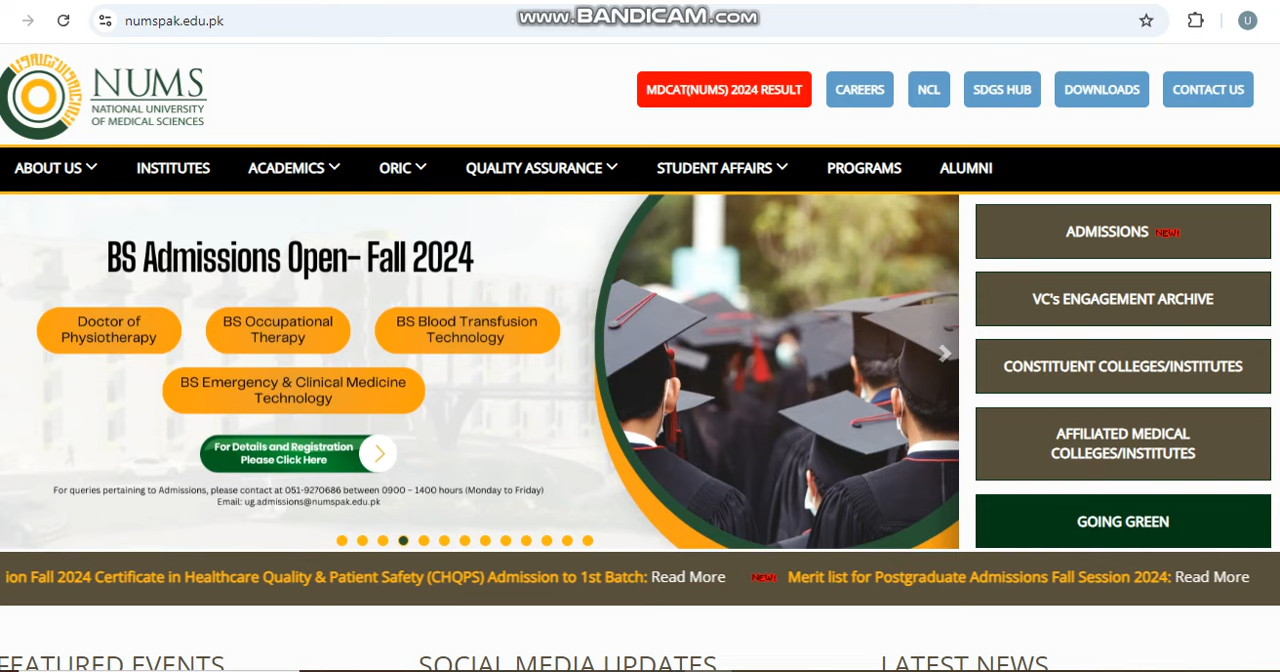 numspak.edu.pk
www.BANDICAM.com
U
NUMS
NATIONAL UNIVERSITY
OF MEDICAL SCIENCES
MDCAT(NUMS) 2024 RESULT
CAREERS
NCL
SDGS HUB
DOWNLOADS
CONTACT US
ABOUT US
INSTITUTES
ACADEMICS
ORIC
QUALITY ASSURANCE
STUDENT AFFAIRS
PROGRAMS
ALUMNI
BS Admissions Open- Fall 2024
Doctor of
Physiotherapy
BS Occupational
Therapy
BS Blood Transfusion
Technology
BS Emergency & Clinical Medicine
Technology
For Details and Registration
Please Click Here
For queries pertaining to Admissions, please contact at 051-9270686 between 0900 – 1400 hours (Monday to Friday)
Email: ug.admissions@numspak.edu.pk
ADMISSIONS NEW!
VC's ENGAGEMENT ARCHIVE
CONSTITUENT COLLEGES/INSTITUTES
AFFILIATED MEDICAL
COLLEGES/INSTITUTES
GOING GREEN
ion Fall 2024 Certificate in Healthcare Quality & Patient Safety (CHQPS) Admission to 1st Batch: Read More NEW! Merit list for Postgraduate Admissions Fall Session 2024: Read More
FEATURED EVENTS
SOCIAL MEDIA UPDATES
LATEST NEWS